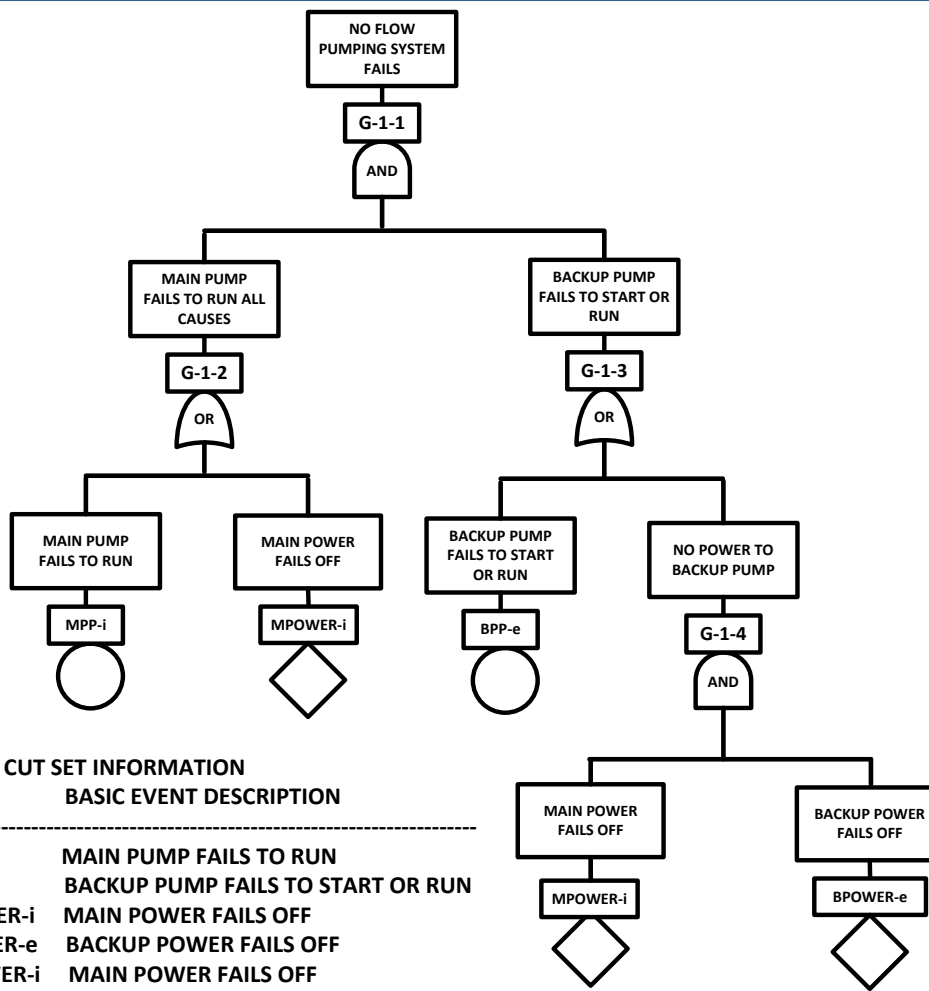 NO FLOW
PUMPING SYSTEM
FAILS
G-1-1
AND
MAIN PUMP
FAILS TO RUN ALL
CAUSES
BACKUP PUMP
FAILS TO START OR
RUN
G-1-2
G-1-3
OR
OR
MAIN PUMP
FAILS TO RUN
MAIN POWER
FAILS OFF
BACKUP PUMP
FAILS TO START
OR RUN
NO POWER TO
BACKUP PUMP
MPP-i
MPOWER-i
BPP-e
G-1-4
AND
CUT SET INFORMATION
BASIC EVENT DESCRIPTION
MAIN POWER
FAILS OFF
BACKUP POWER
FAILS OFF
MPOWER-i
BPOWER-e
--------------------------------------------------------------------------------
MAIN PUMP FAILS TO RUN
BACKUP PUMP FAILS TO START OR RUN
ER-i MAIN POWER FAILS OFF
ER-e BACKUP POWER FAILS OFF
ER-i MAIN POWER FAILS OFF